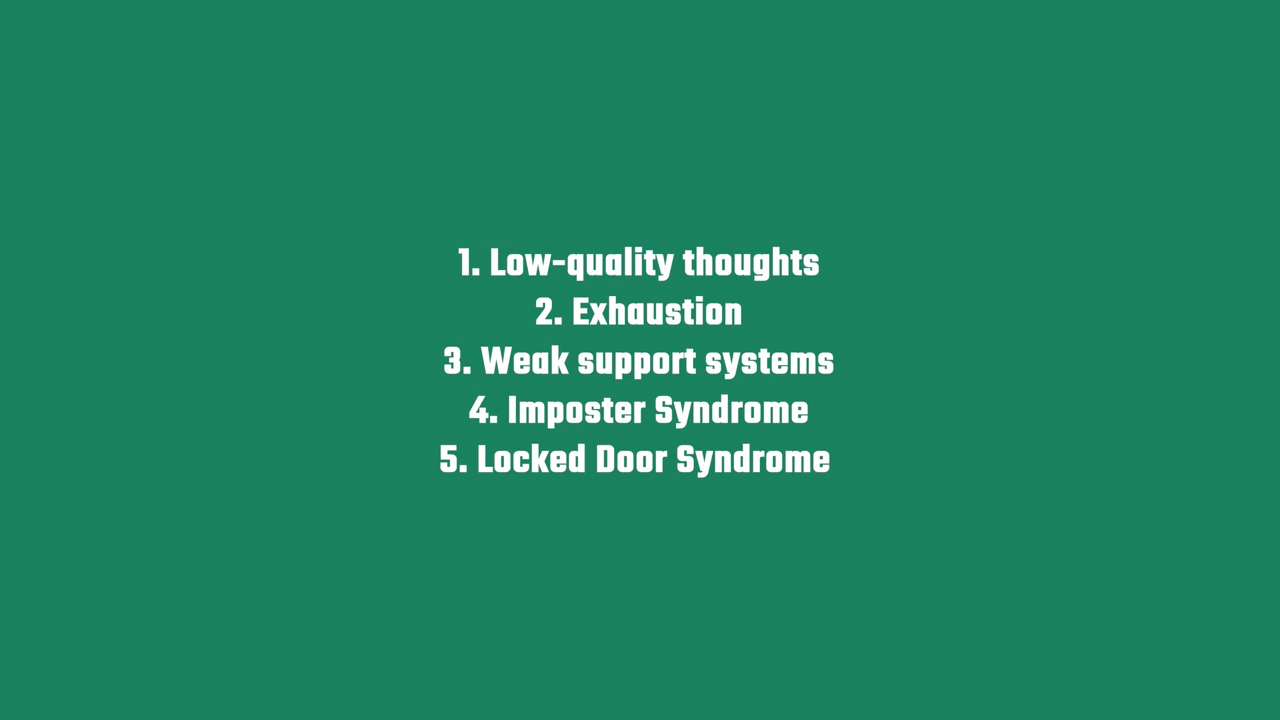 1. Low-quality thoughts
2. Exhaustion
3. Weak support systems
4. Imposter Syndrome
5. Locked Door Syndrome